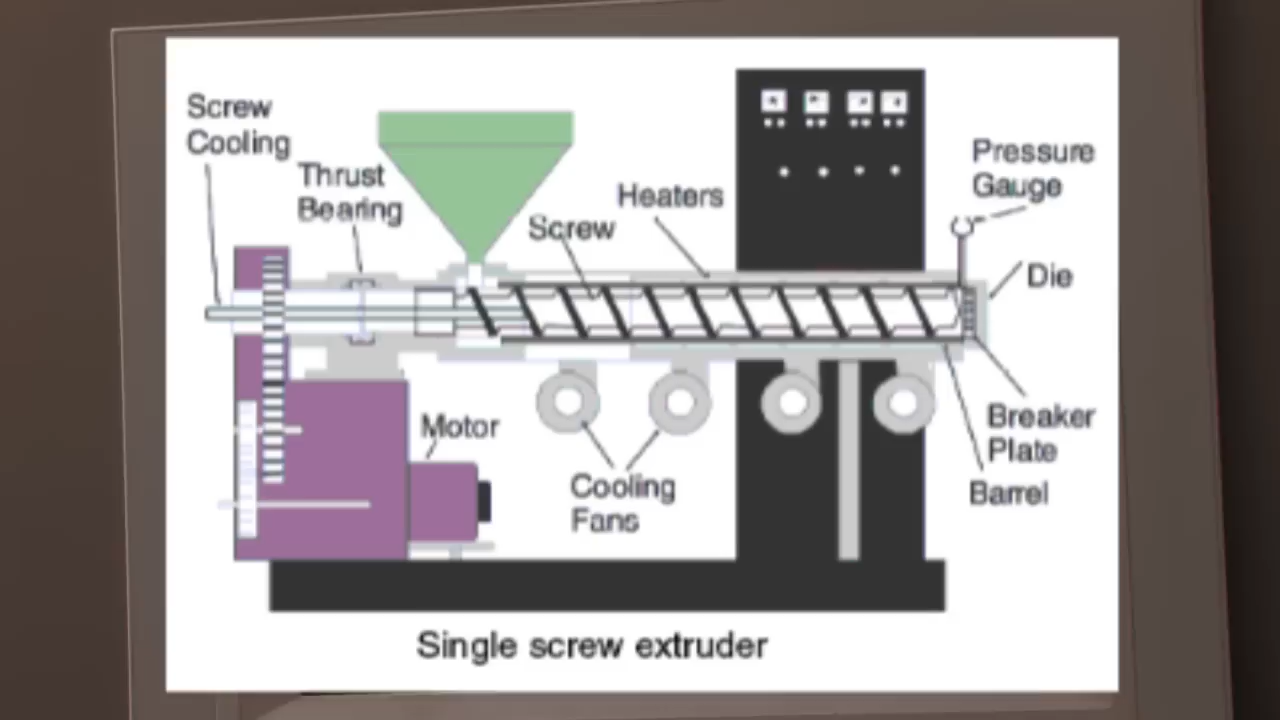 Screw
Cooling
Thrust
Bearing
Screw
Heaters
Pressure
Gauge
Die
Motor
Cooling
Fans
Breaker
Plate
Barrel
Single screw extruder